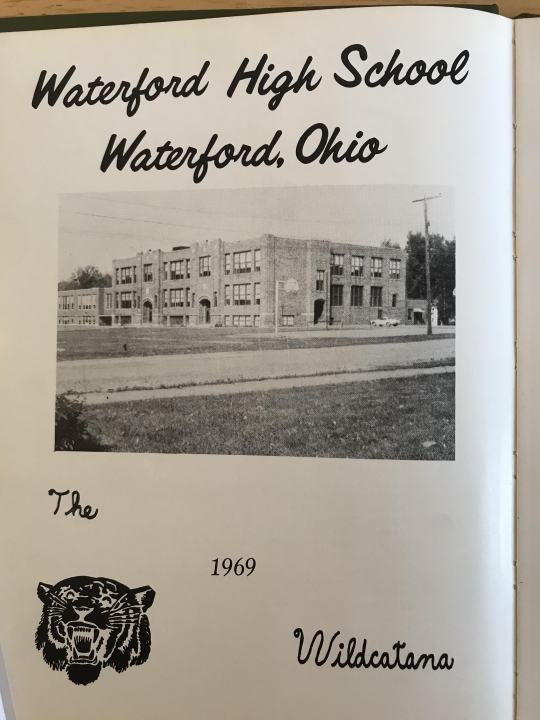 Waterford High School
Waterford, Ohio
The
1969
Wildcatana